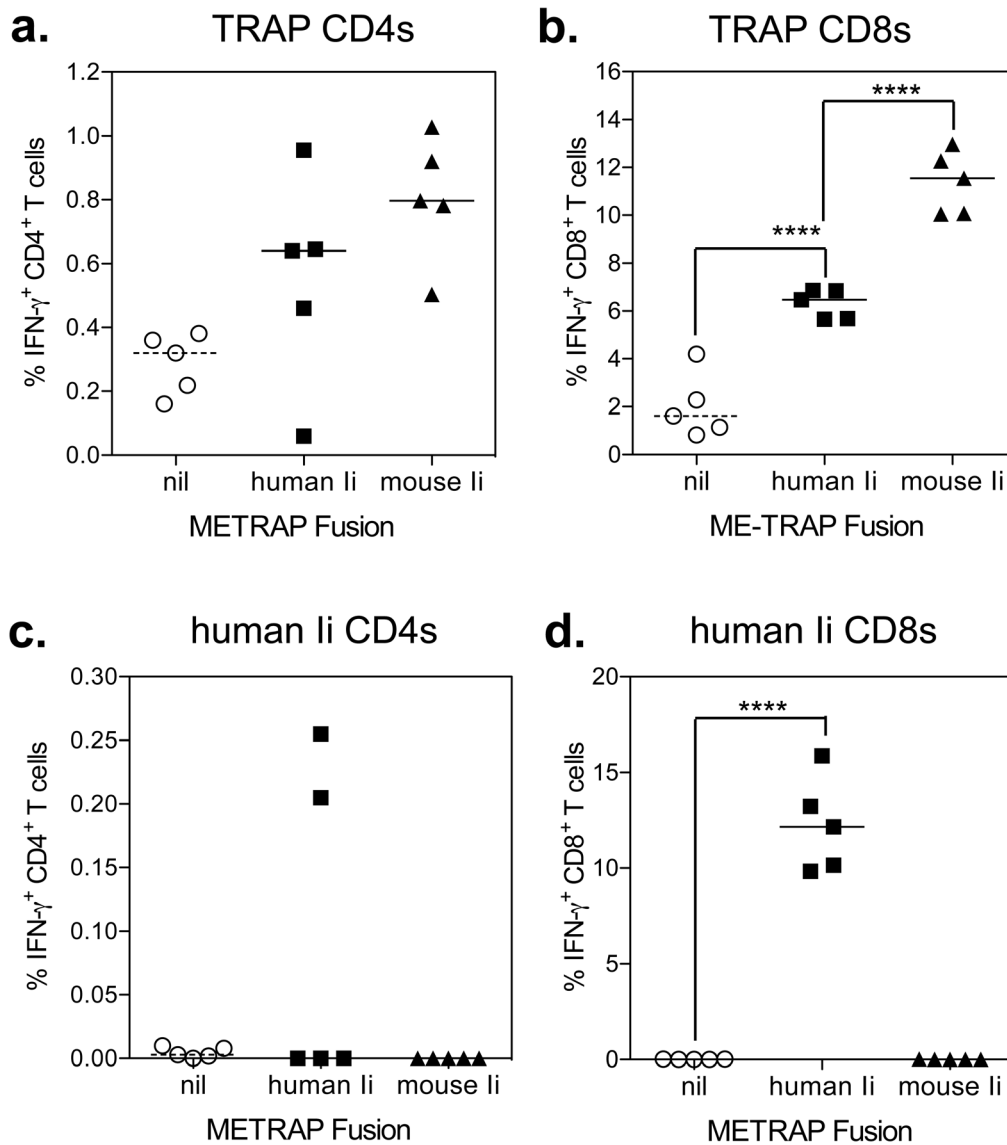 a.
TRAP CD4s
% IFN-γ+ CD4+ T cells
1.2
1.0
0.8
0.6
0.4
0.2
0.0
nil
human Ii
mouse Ii
METRAP Fusion
b.
TRAP CD8s
% IFN-γ+ CD8+ T cells
16
14
12
10
8
6
4
2
0
****
****
nil
human Ii
mouse Ii
ME-TRAP Fusion
c.
human Ii CD4s
% IFN-γ+ CD4+ T cells
0.30
0.25
0.20
0.15
0.10
0.05
0.00
nil
human Ii
mouse Ii
METRAP Fusion
d.
human Ii CD8s
% IFN-γ+ CD8+ T cells
20
15
10
5
0
****
nil
human Ii
mouse Ii
METRAP Fusion